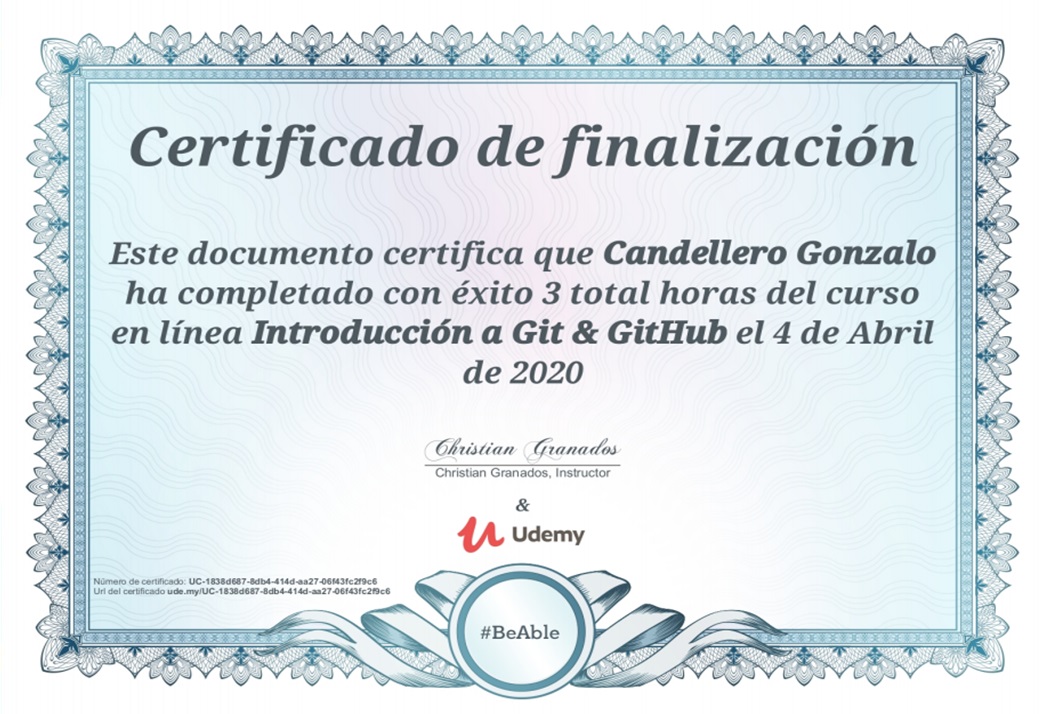 Certificado de finalización
Este documento certifica que Candellero Gonzalo
ha completado con éxito 3 total horas del curso
en línea Introducción a Git & GitHub el 4 de Abril
de 2020
Christian Granados
Christian Granados, Instructor
&
Udemy
Número de certificado: UC-1838d687-8db4-414d-aa27-06f43fc2f9c6
Url del certificado ude.my/UC-1838d687-8db4-414d-aa27-06f43fc2f9c6
#BeAble